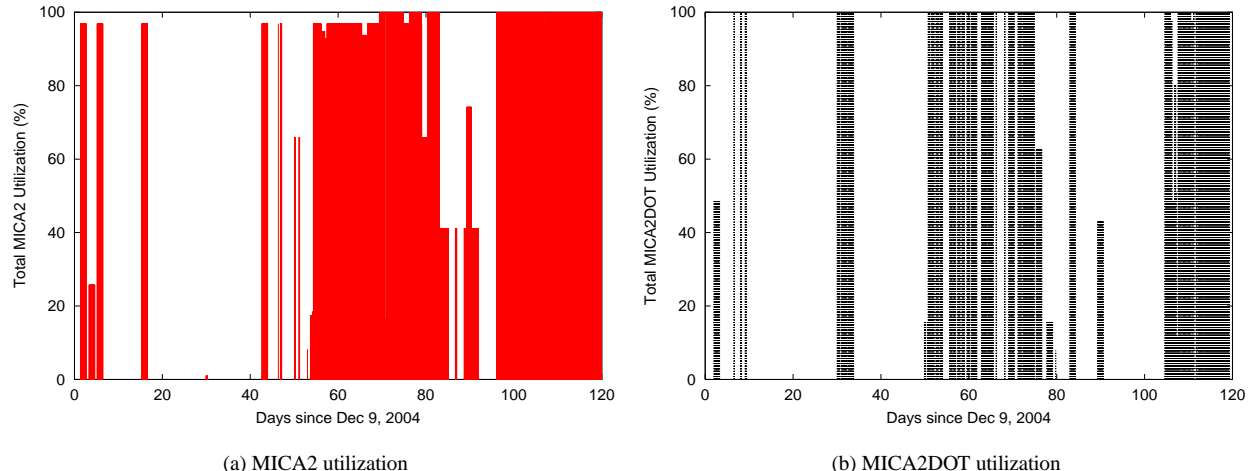 Total MICA2 Utilization (%)
100
80
60
40
20
0
0 20 40 60 80 100 120
Days since Dec 9, 2004
(a) MICA2 utilization
Total MICA2DOT Utilization (%)
100
80
60
40
20
0
0 20 40 60 80 100 120
Days since Dec 9, 2004
(b) MICA2DOT utilization